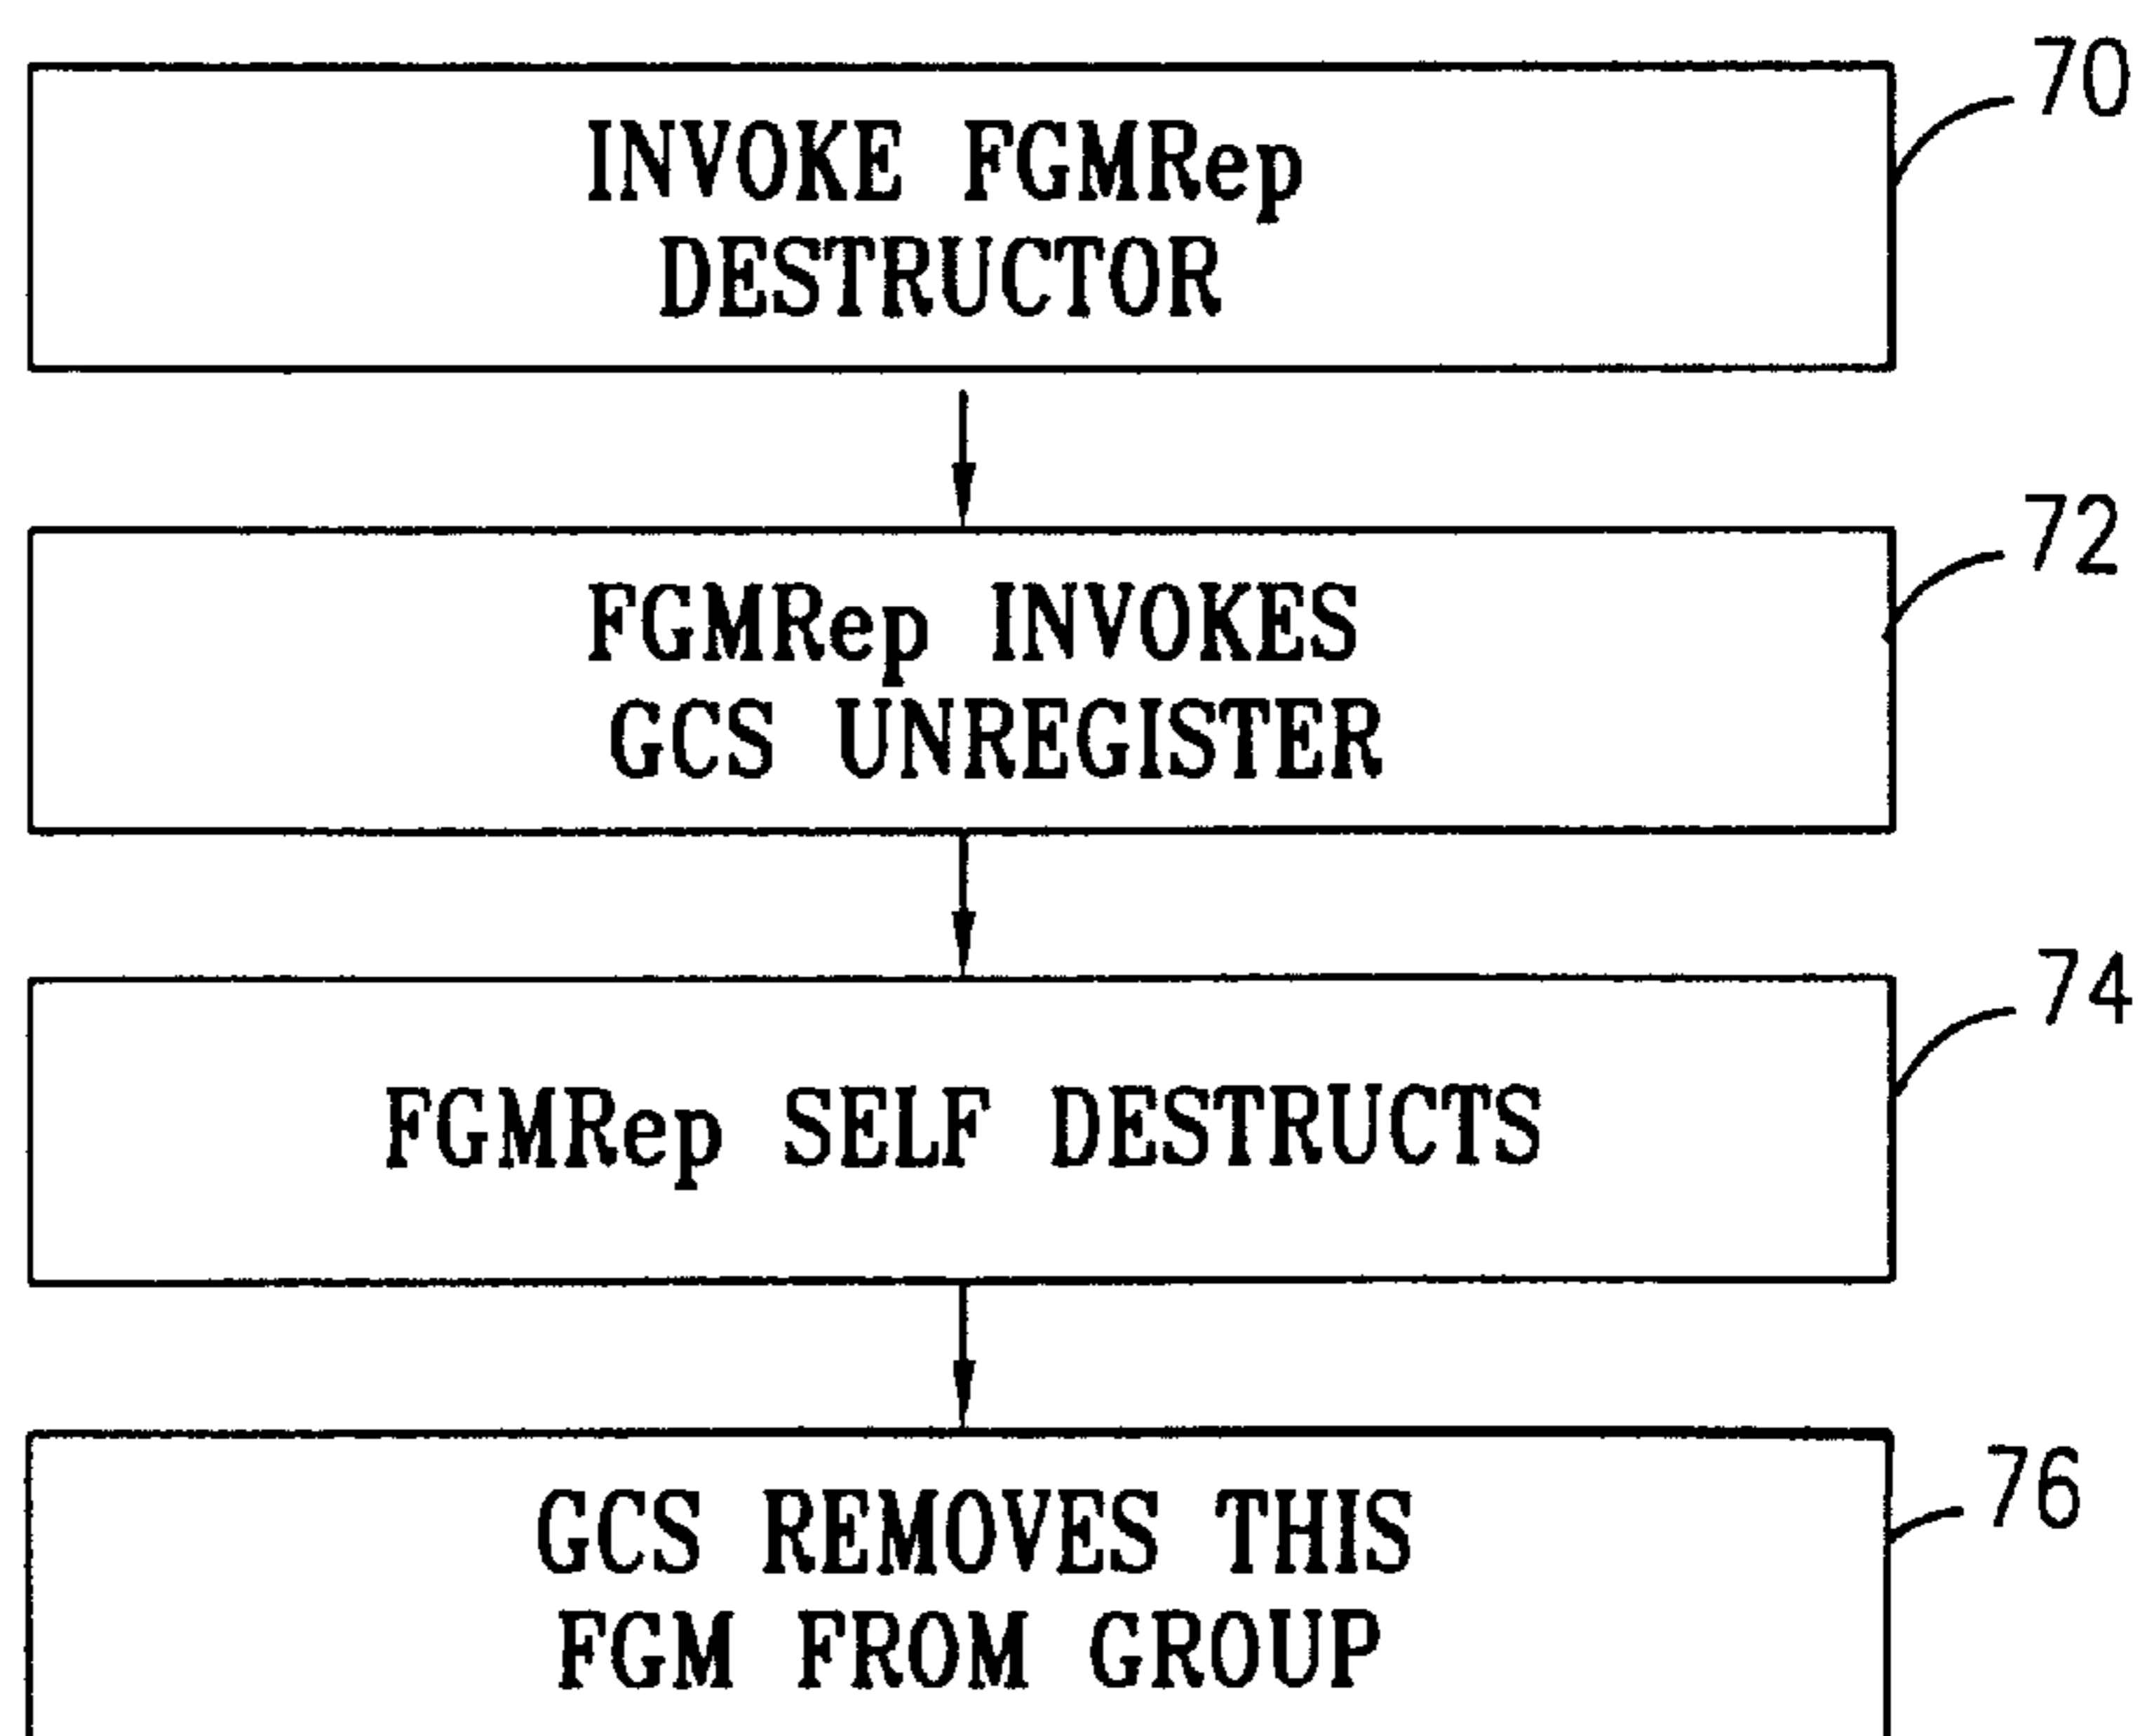 70
INVOKE FGMRep
DESTRUCTOR
72
FGMRep INVOKES
GCS UNREGISTER
74
FGMRep SELF DESTRUCTS
76
GCS REMOVES THIS
FGM FROM GROUP